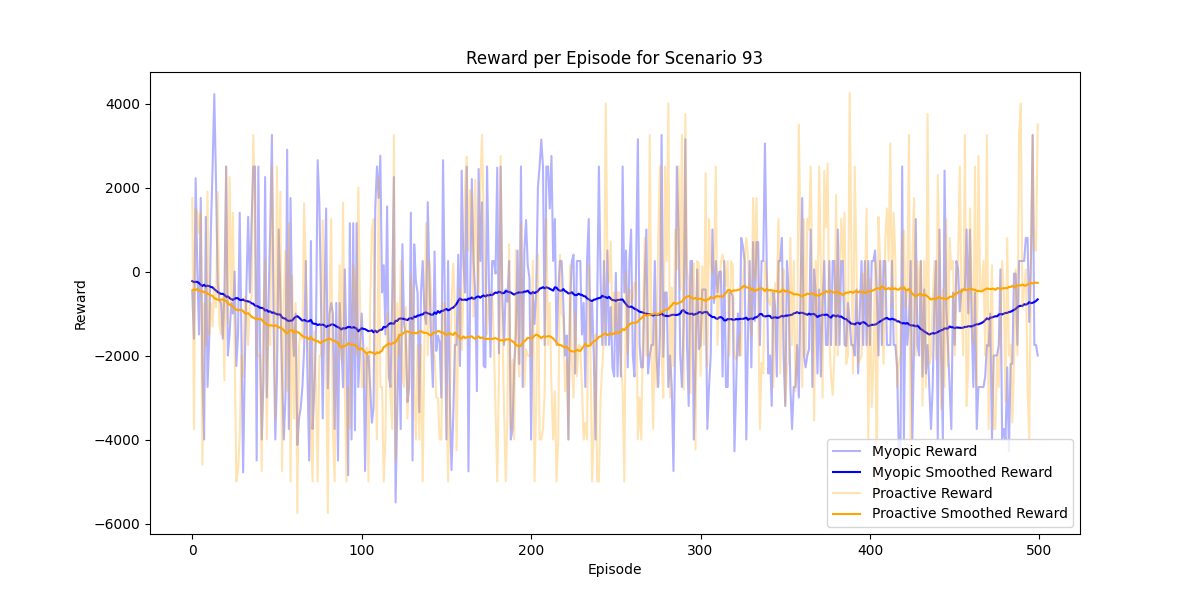 Reward per Episode for Scenario 93
4000
2000
0
−2000
−4000
−6000
Reward
0
100
200
300
400
500
Episode
Myopic Reward
Myopic Smoothed Reward
Proactive Reward
Proactive Smoothed Reward